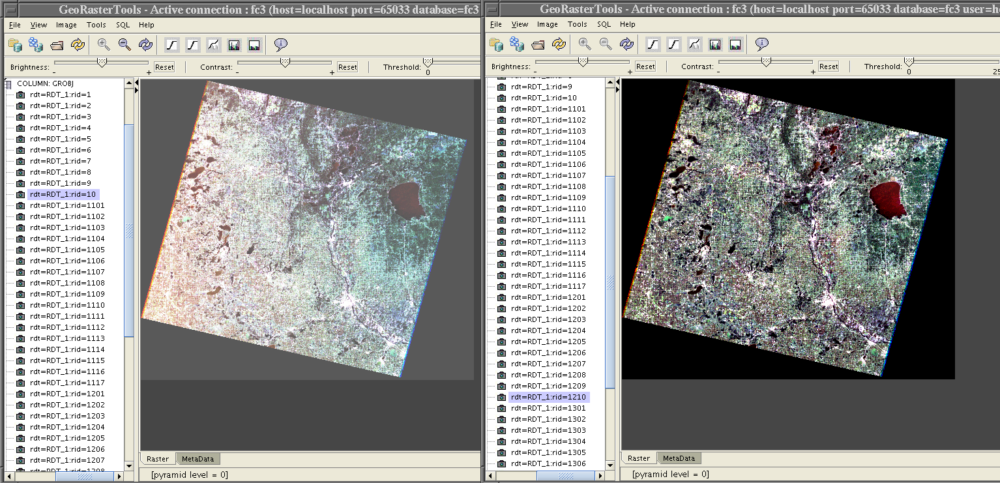 GeoRasterTools - Active connection : fc3 (host=localhost port=65033 database=fc3
File View Image Tools SQL Help
Brightness: - + Reset Contrast: - + Reset Threshold: 0
COLUMN: GROBJ
rdt=RDT_1:rid=1
rdt=RDT_1:rid=2
rdt=RDT_1:rid=3
rdt=RDT_1:rid=4
rdt=RDT_1:rid=5
rdt=RDT_1:rid=6
rdt=RDT_1:rid=7
rdt=RDT_1:rid=8
rdt=RDT_1:rid=9
rdt=RDT_1:rid=10
rdt=RDT_1:rid=1101
rdt=RDT_1:rid=1102
rdt=RDT_1:rid=1103
rdt=RDT_1:rid=1104
rdt=RDT_1:rid=1105
rdt=RDT_1:rid=1106
rdt=RDT_1:rid=1107
rdt=RDT_1:rid=1108
rdt=RDT_1:rid=1109
rdt=RDT_1:rid=1110
rdt=RDT_1:rid=1111
rdt=RDT_1:rid=1112
rdt=RDT_1:rid=1113
rdt=RDT_1:rid=1114
rdt=RDT_1:rid=1115
rdt=RDT_1:rid=1116
rdt=RDT_1:rid=1117
rdt=RDT_1:rid=1201
rdt=RDT_1:rid=1202
rdt=RDT_1:rid=1203
rdt=RDT_1:rid=1204
rdt=RDT_1:rid=1205
rdt=RDT_1:rid=1206
rdt=RDT_1:rid=1207
rdt=RDT_1:rid=1208
Raster MetaData
[pyramid level = 0]
GeoRasterTools - Active connection : fc3 (host=localhost port=65033 database=fc3 user=h
File View Image Tools SQL Help
Brightness: - + Reset Contrast: - + Reset Threshold: 0 25
rdt=RDT_1:rid=9
rdt=RDT_1:rid=10
rdt=RDT_1:rid=1101
rdt=RDT_1:rid=1102
rdt=RDT_1:rid=1103
rdt=RDT_1:rid=1104
rdt=RDT_1:rid=1105
rdt=RDT_1:rid=1106
rdt=RDT_1:rid=1107
rdt=RDT_1:rid=1108
rdt=RDT_1:rid=1109
rdt=RDT_1:rid=1110
rdt=RDT_1:rid=1111
rdt=RDT_1:rid=1112
rdt=RDT_1:rid=1113
rdt=RDT_1:rid=1114
rdt=RDT_1:rid=1115
rdt=RDT_1:rid=1116
rdt=RDT_1:rid=1117
rdt=RDT_1:rid=1201
rdt=RDT_1:rid=1202
rdt=RDT_1:rid=1203
rdt=RDT_1:rid=1204
rdt=RDT_1:rid=1205
rdt=RDT_1:rid=1206
rdt=RDT_1:rid=1207
rdt=RDT_1:rid=1208
rdt=RDT_1:rid=1209
rdt=RDT_1:rid=1210
rdt=RDT_1:rid=1301
rdt=RDT_1:rid=1302
rdt=RDT_1:rid=1303
rdt=RDT_1:rid=1304
rdt=RDT_1:rid=1305
rdt=RDT_1:rid=1306
Raster MetaData
[pyramid level = 0]